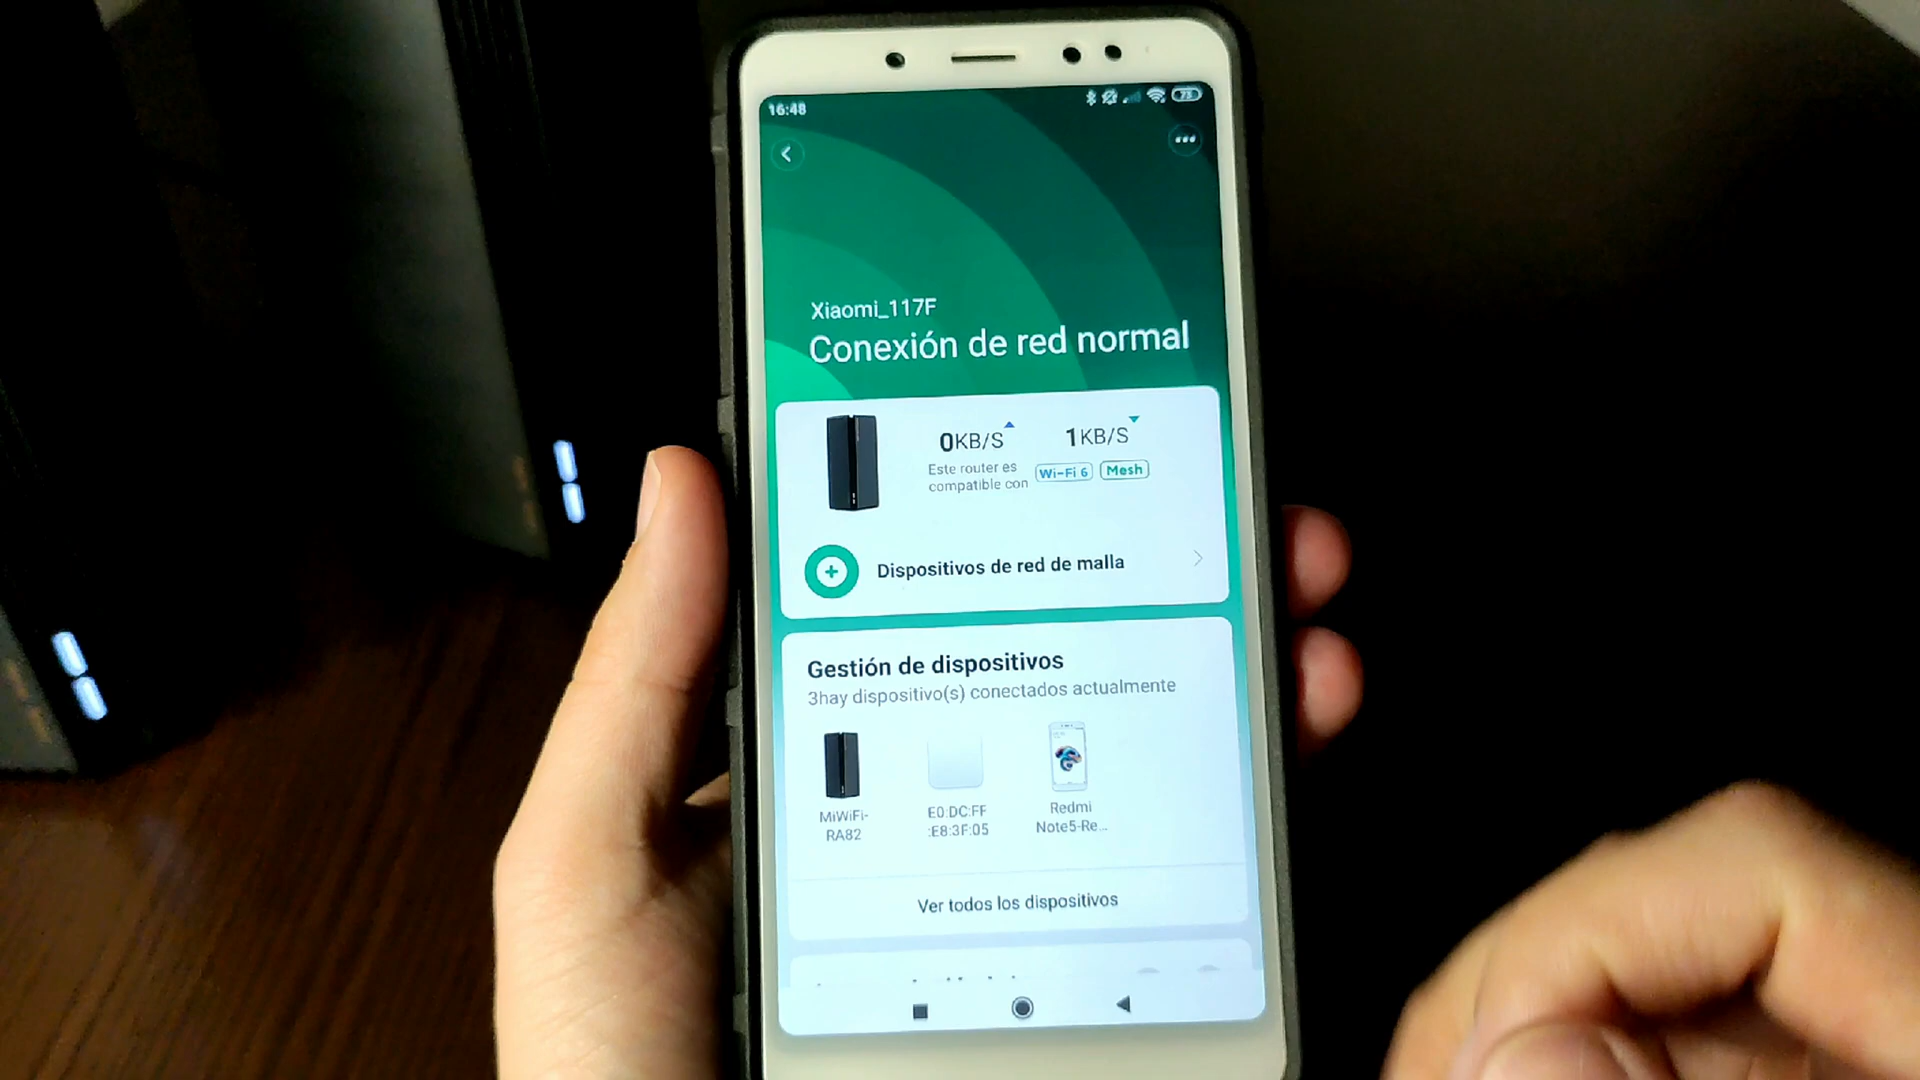 16:48
73
Xiaomi_117F
Conexión de red normal
0KB/S 1KB/S
Este router es
compatible con Wi-Fi 6 Mesh
Dispositivos de red de malla
Gestión de dispositivos
3hay dispositivo(s) conectados actualmente
MiWiFi-
RA82
E0:DC:FF
:E8:3F:05
Redmi
Note5-Re...
Ver todos los dispositivos